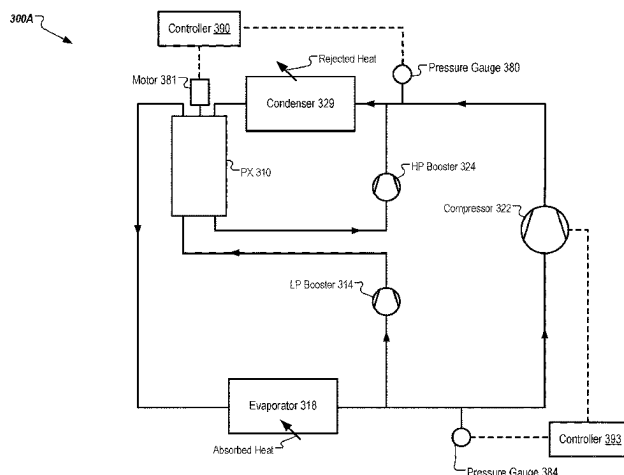 300A
Controller 390
Rejected Heat
Pressure Gauge 380
Motor 381
Condenser 329
PX 310
HP Booster 324
Compressor 322
LP Booster 314
Evaporator 318
Absorbed Heat
Controller 393
Pressure Gauge 384